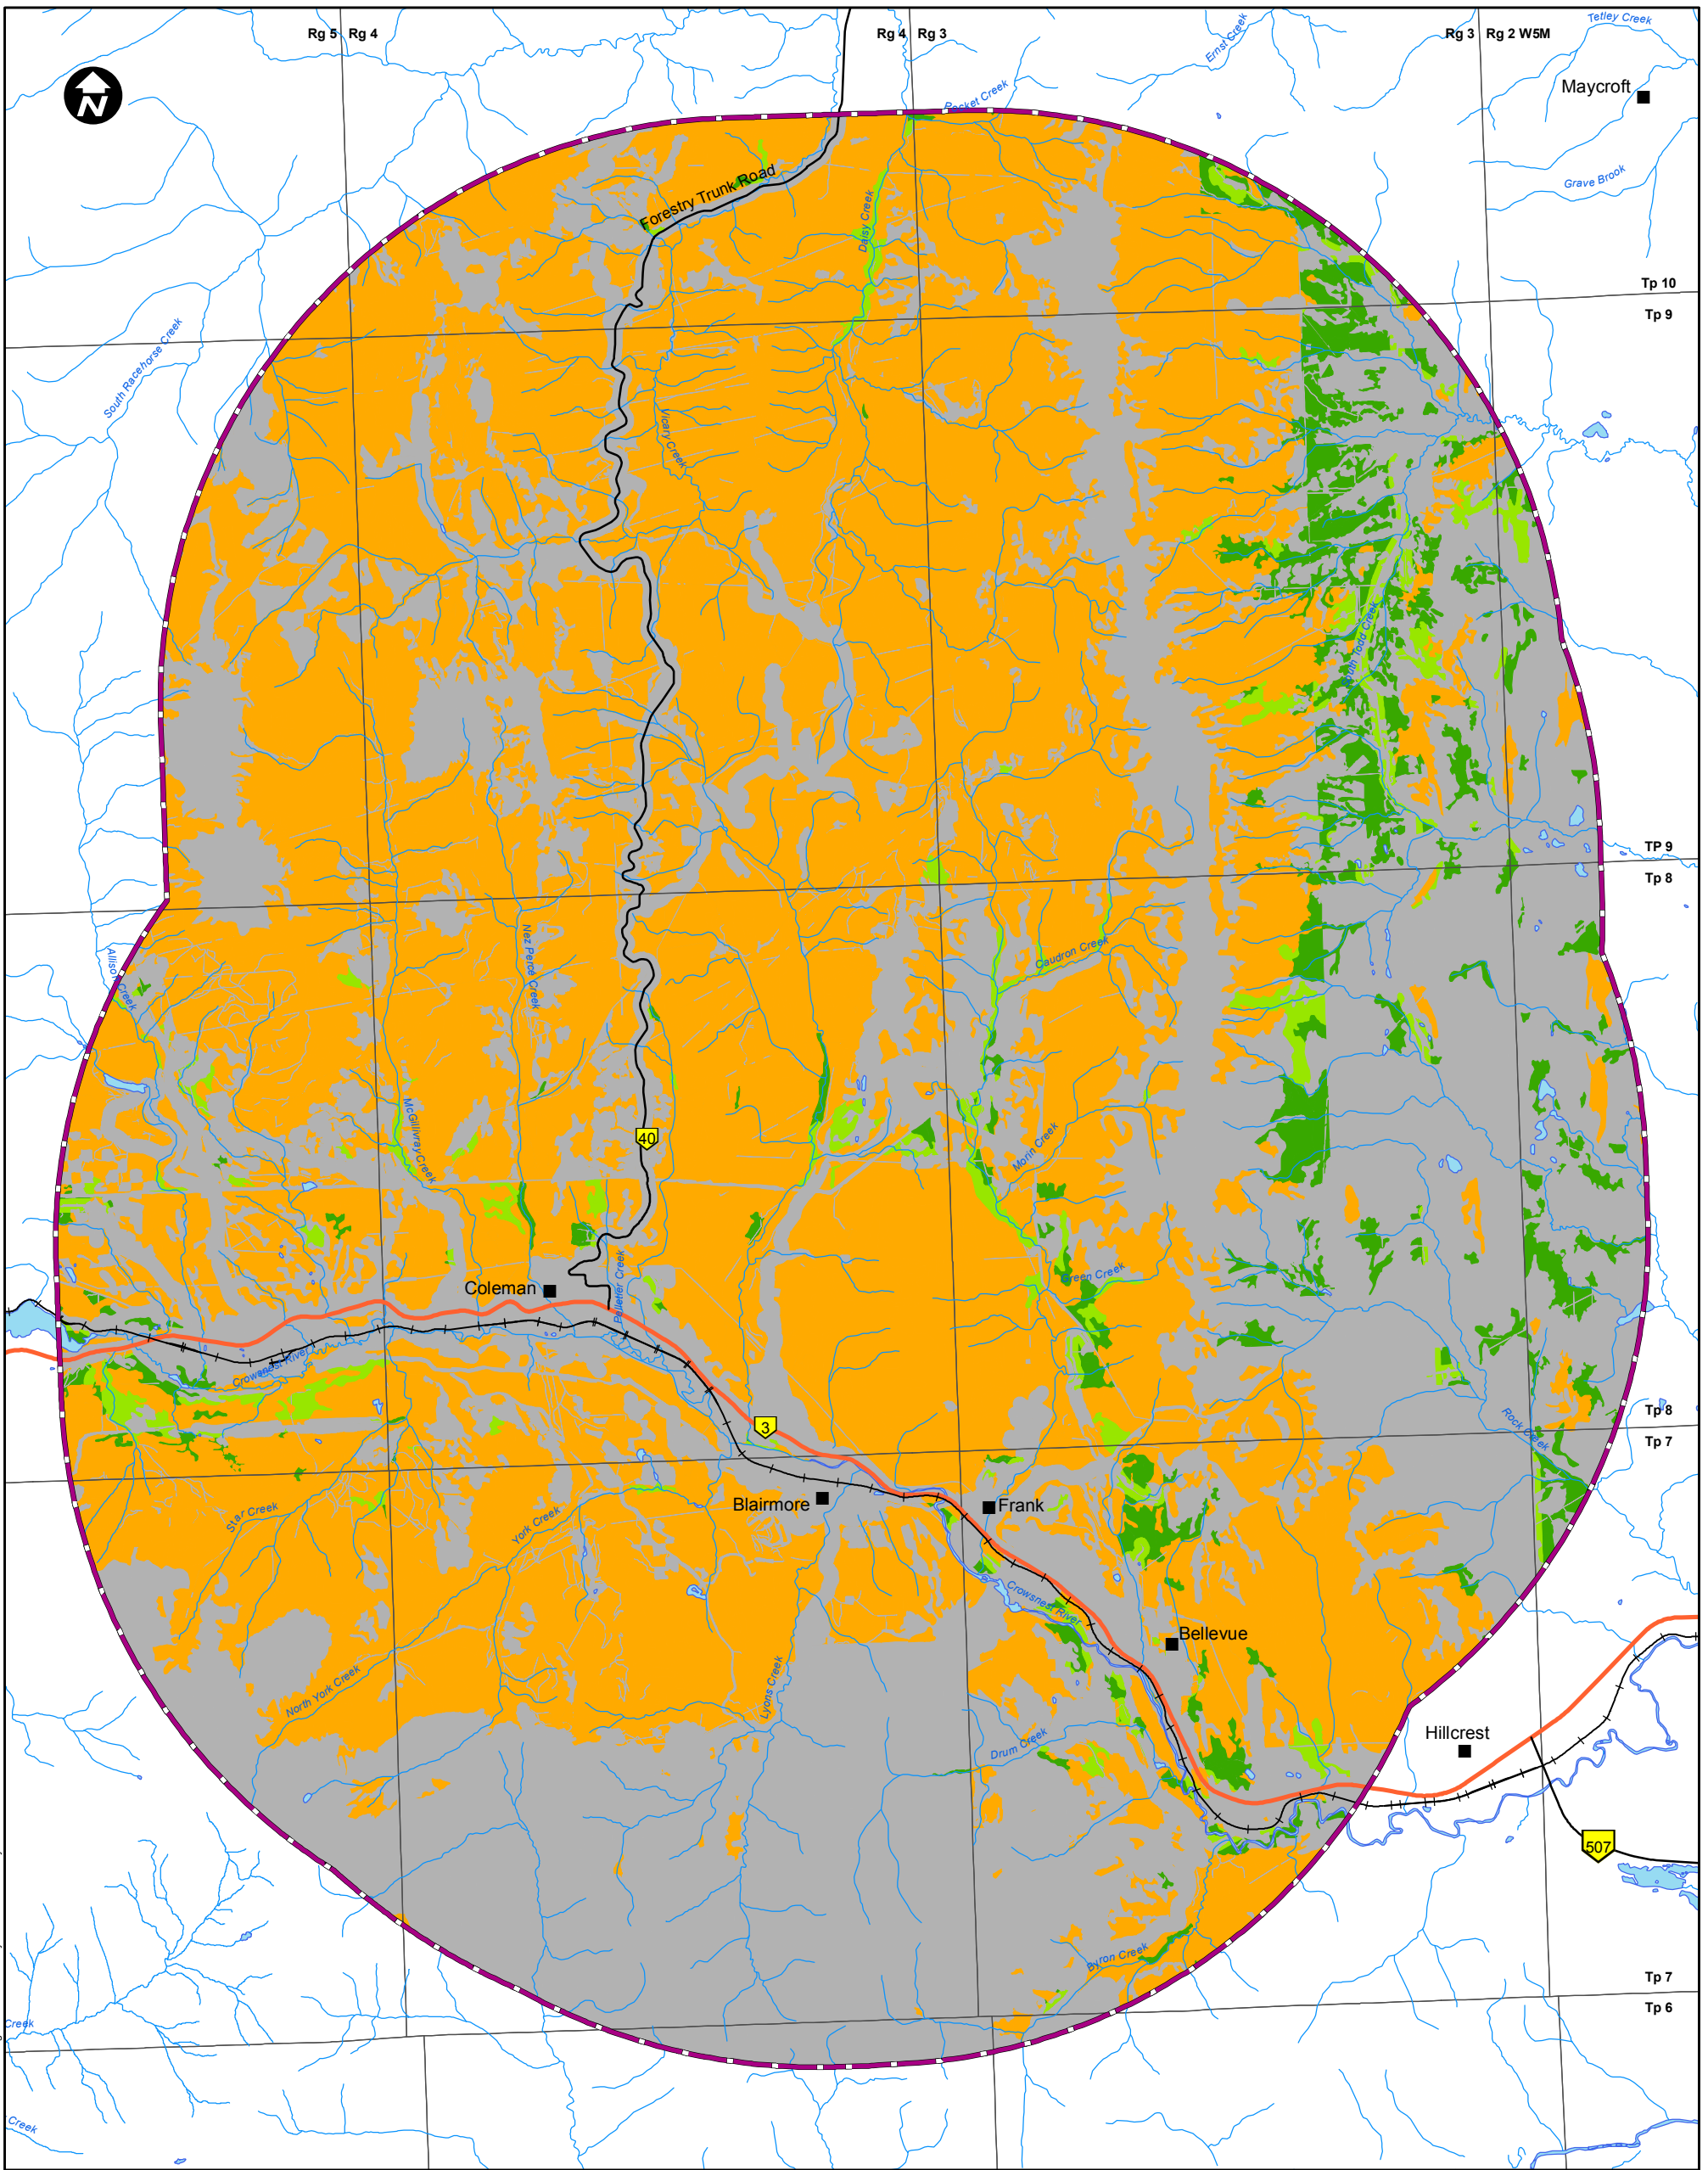 Rg 5 Rg 4
Rg 4 Rg 3
Rg 3 Rg 2 W5M
Tetley Creek
Ernst Creek
Maycroft
N
Pocket Creek
Grave Brook
Forestry Trunk Road
Daisy Creek
Tp 10
Tp 9
South Racehorse Creek
Vicary Creek
South Todd Creek
TP 9
Tp 8
Allison Creek
Nez Perce Creek
Caudron Creek
McGillivray Creek
40
Morin Creek
Green Creek
Pelletier Creek
Coleman
Crowsnest River
3
Tp 8
Tp 7
Rock Creek
Blairmore
Frank
Star Creek
York Creek
Crowsnest River
Bellevue
North York Creek
Lyons Creek
Drum Creek
Hillcrest
507
Byron Creek
Tp 7
Tp 6
Creek
Creek